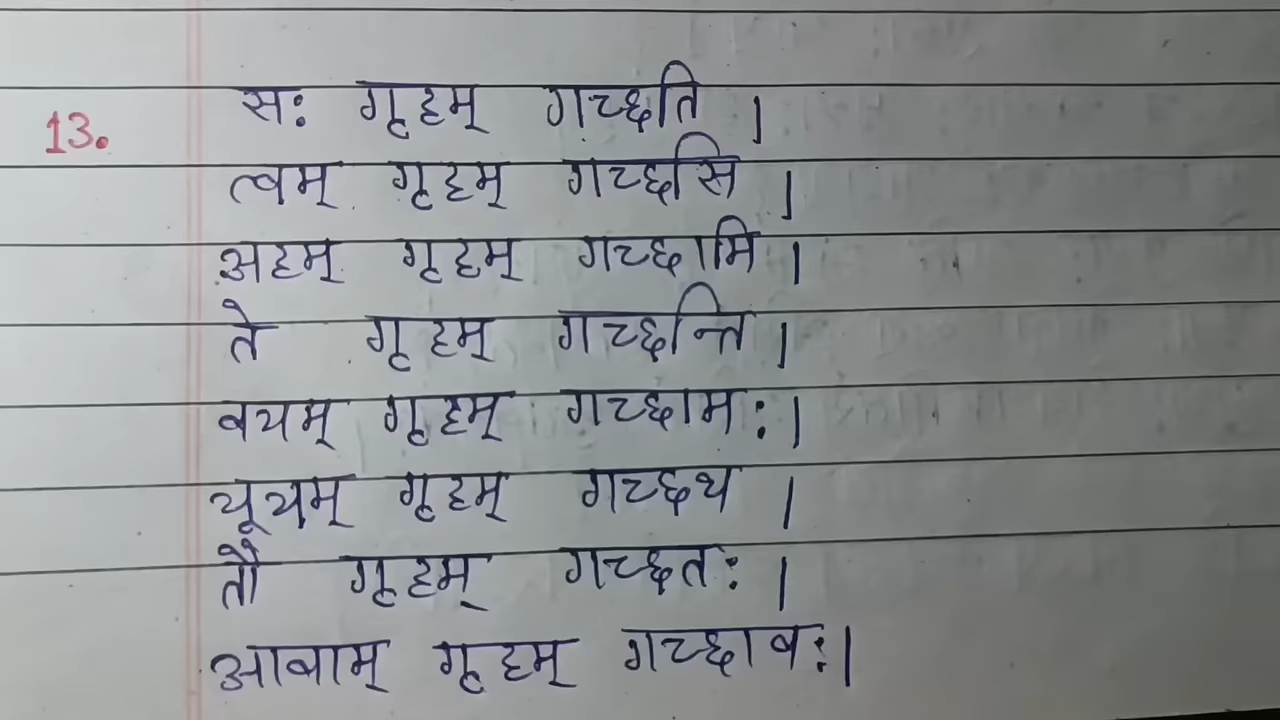 13. सः गृहम् गच्छति ।
त्वम् गृहम् गच्छसि ।
अहम् गृहम् गच्छामि ।
ते गृहम् गच्छन्ति ।
वयम् गृहम् गच्छामः ।
यूयम् गृहम् गच्छथ ।
तौ गृहम् गच्छतः ।
आवाम् गृहम् गच्छावः ।